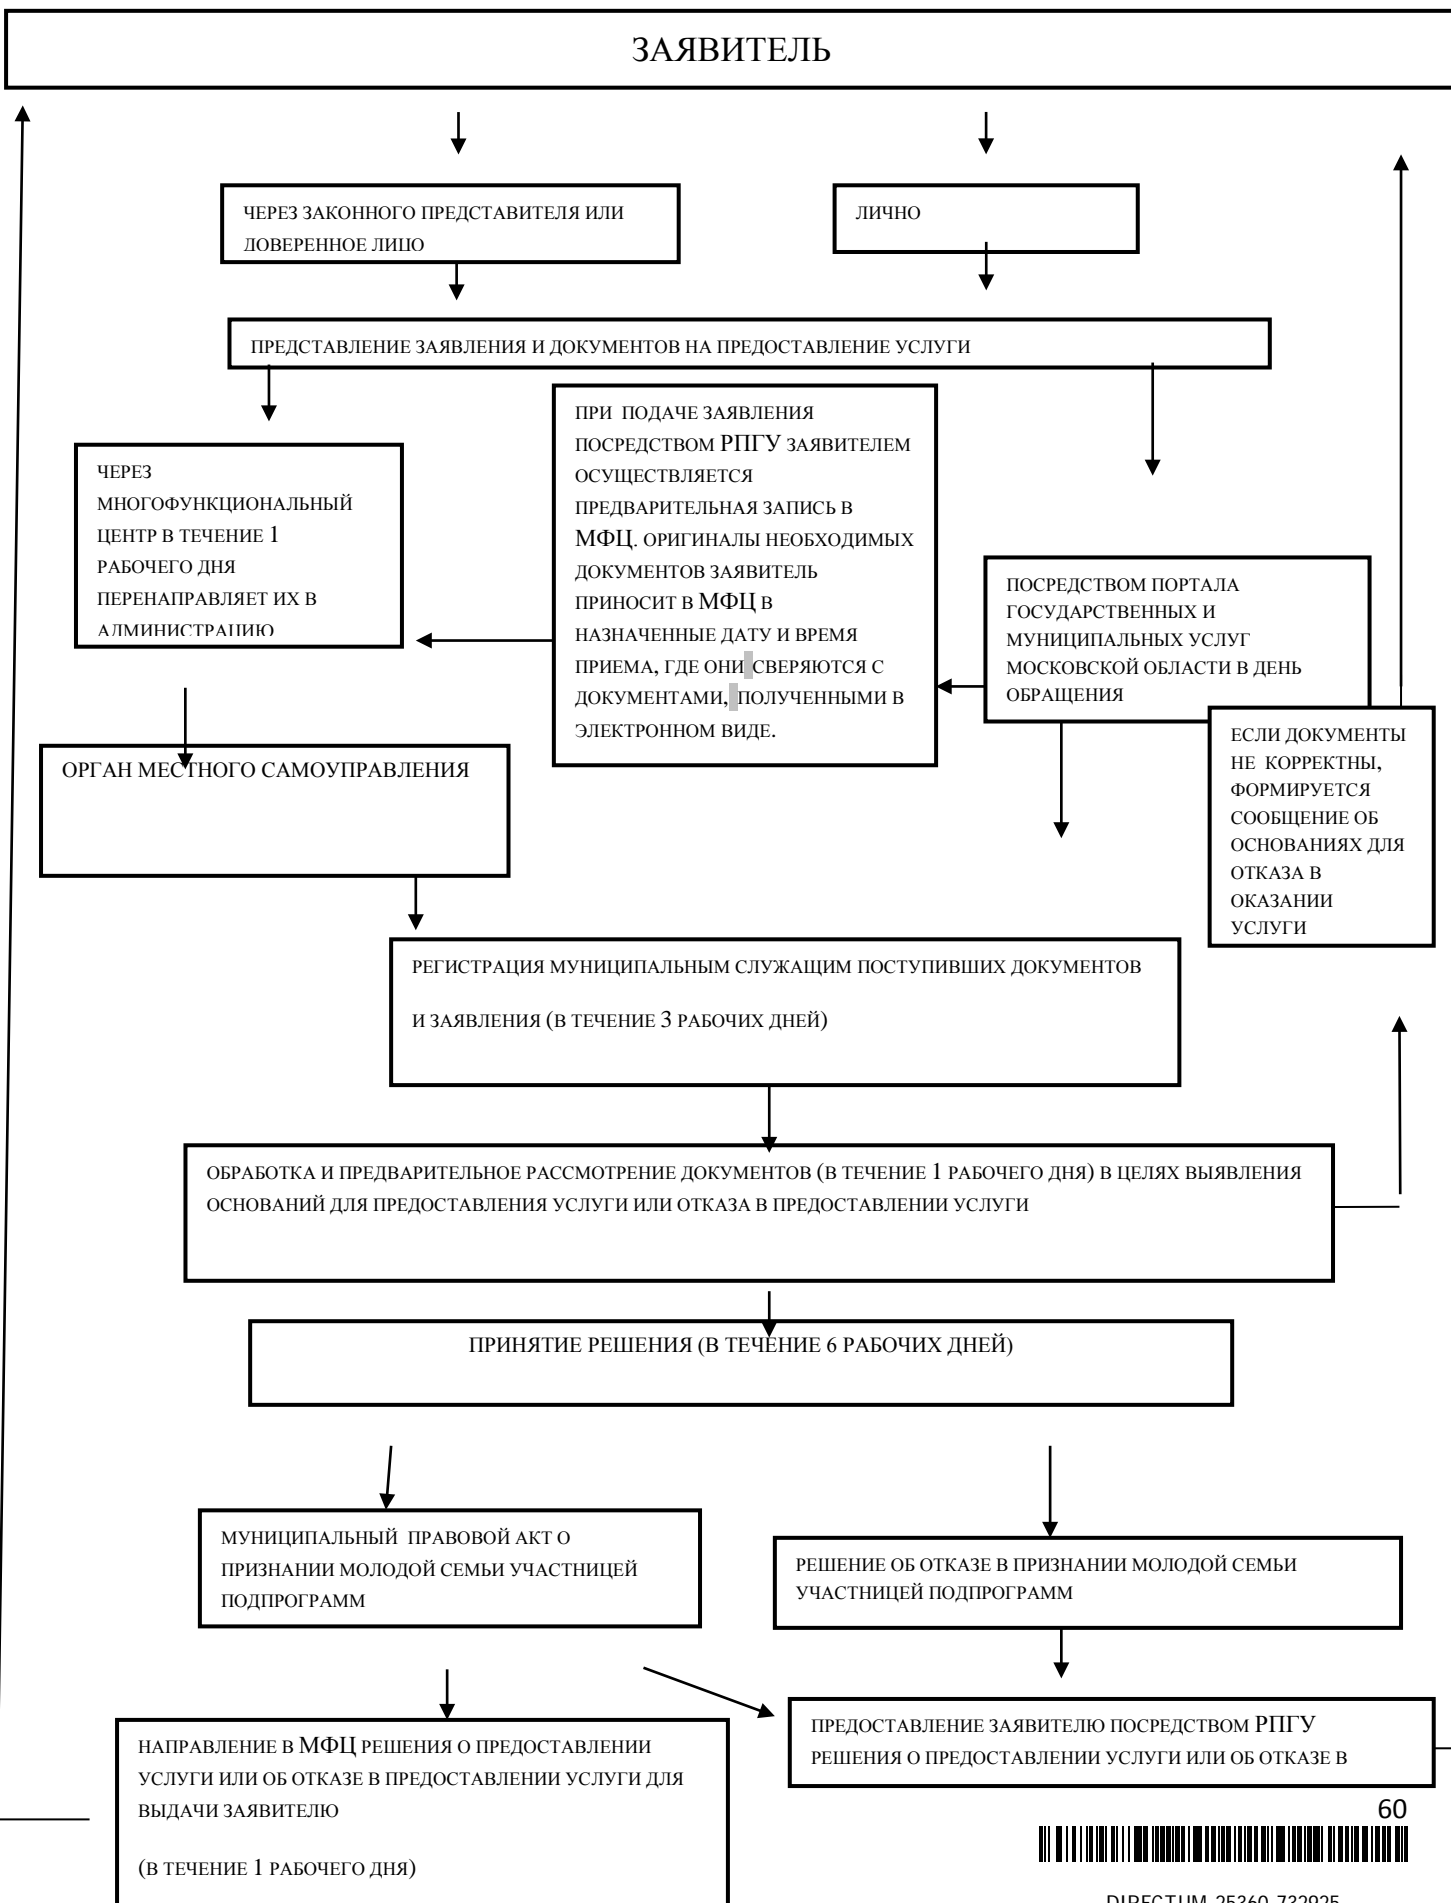 ЗАЯВИТЕЛЬ
ЧЕРЕЗ ЗАКОННОГО ПРЕДСТАВИТЕЛЯ ИЛИ
ДОВЕРЕННОЕ ЛИЦО
ЛИЧНО
ПРЕДСТАВЛЕНИЕ ЗАЯВЛЕНИЯ И ДОКУМЕНТОВ НА ПРЕДОСТАВЛЕНИЕ УСЛУГИ
ЧЕРЕЗ
МНОГОФУНКЦИОНАЛЬНЫЙ
ЦЕНТР В ТЕЧЕНИЕ 1
РАБОЧЕГО ДНЯ
ПЕРЕНАПРАВЛЯЕТ ИХ В
АДМИНИСТРАЦИЮ
ПРИ ПОДАЧЕ ЗАЯВЛЕНИЯ
ПОСРЕДСТВОМ РПГУ ЗАЯВИТЕЛЕМ
ОСУЩЕСТВЛЯЕТСЯ
ПРЕДВАРИТЕЛЬНАЯ ЗАПИСЬ В
МФЦ. ОРИГИНАЛЫ НЕОБХОДИМЫХ
ДОКУМЕНТОВ ЗАЯВИТЕЛЬ
ПРИНОСИТ В МФЦ В
НАЗНАЧЕННЫЕ ДАТУ И ВРЕМЯ
ПРИЕМА, ГДЕ ОНИ СВЕРЯЮТСЯ С
ДОКУМЕНТАМИ, ПОЛУЧЕННЫМИ В
ЭЛЕКТРОННОМ ВИДЕ.
ПОСРЕДСТВОМ ПОРТАЛА
ГОСУДАРСТВЕННЫХ И
МУНИЦИПАЛЬНЫХ УСЛУГ
МОСКОВСКОЙ ОБЛАСТИ В ДЕНЬ
ОБРАЩЕНИЯ
ЕСЛИ ДОКУМЕНТЫ
НЕ КОРРЕКТНЫ,
ФОРМИРУЕТСЯ
СООБЩЕНИЕ ОБ
ОСНОВАНИЯХ ДЛЯ
ОТКАЗА В
ОКАЗАНИИ
УСЛУГИ
ОРГАН МЕСТНОГО САМОУПРАВЛЕНИЯ
РЕГИСТРАЦИЯ МУНИЦИПАЛЬНЫМ СЛУЖАЩИМ ПОСТУПИВШИХ ДОКУМЕНТОВ
И ЗАЯВЛЕНИЯ (В ТЕЧЕНИЕ 3 РАБОЧИХ ДНЕЙ)
ОБРАБОТКА И ПРЕДВАРИТЕЛЬНОЕ РАССМОТРЕНИЕ ДОКУМЕНТОВ (В ТЕЧЕНИЕ 1 РАБОЧЕГО ДНЯ) В ЦЕЛЯХ ВЫЯВЛЕНИЯ
ОСНОВАНИЙ ДЛЯ ПРЕДОСТАВЛЕНИЯ УСЛУГИ ИЛИ ОТКАЗА В ПРЕДОСТАВЛЕНИИ УСЛУГИ
ПРИНЯТИЕ РЕШЕНИЯ (В ТЕЧЕНИЕ 6 РАБОЧИХ ДНЕЙ)
МУНИЦИПАЛЬНЫЙ ПРАВОВОЙ АКТ О
ПРИЗНАНИИ МОЛОДОЙ СЕМЬИ УЧАСТНИЦЕЙ
ПОДПРОГРАММ
РЕШЕНИЕ ОБ ОТКАЗЕ В ПРИЗНАНИИ МОЛОДОЙ СЕМЬИ
УЧАСТНИЦЕЙ ПОДПРОГРАММ
НАПРАВЛЕНИЕ В МФЦ РЕШЕНИЯ О ПРЕДОСТАВЛЕНИИ
УСЛУГИ ИЛИ ОБ ОТКАЗЕ В ПРЕДОСТАВЛЕНИИ УСЛУГИ ДЛЯ
ВЫДАЧИ ЗАЯВИТЕЛЮ
(В ТЕЧЕНИЕ 1 РАБОЧЕГО ДНЯ)
ПРЕДОСТАВЛЕНИЕ ЗАЯВИТЕЛЮ ПОСРЕДСТВОМ РПГУ
РЕШЕНИЯ О ПРЕДОСТАВЛЕНИИ УСЛУГИ ИЛИ ОБ ОТКАЗЕ В
60
DIRECTUM-25360-732925